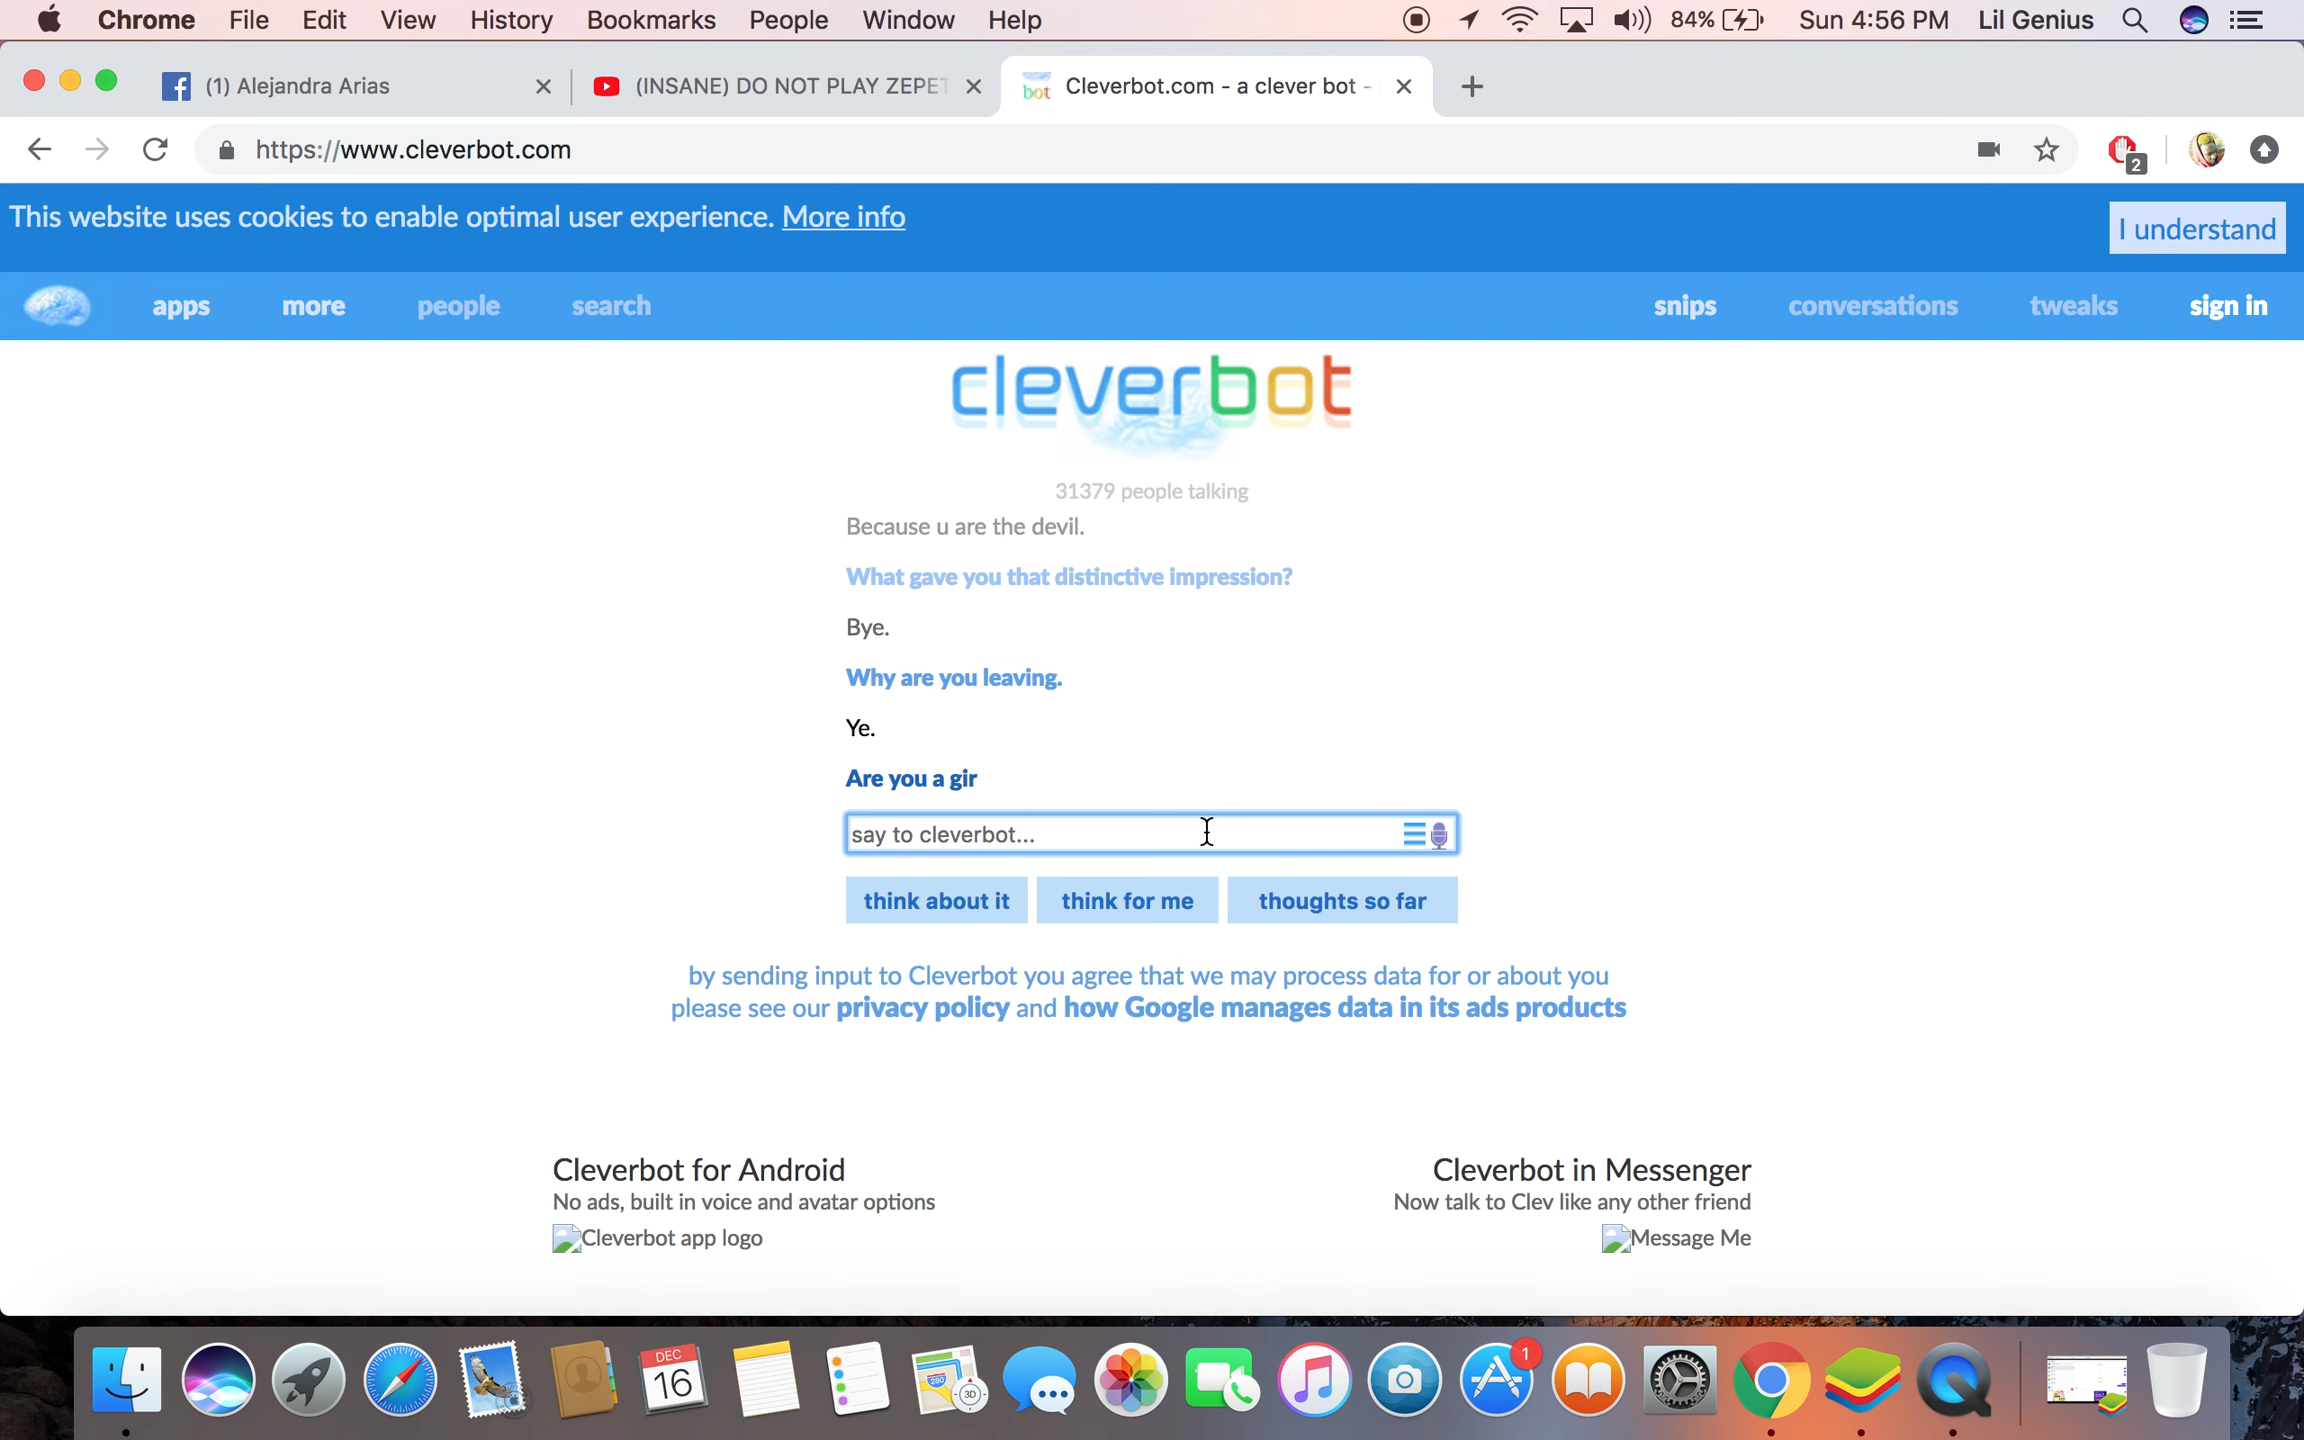 Chrome File Edit View History Bookmarks People Window Help 84% Sun 4:56 PM Lil Genius
(1) Alejandra Arias (INSANE) DO NOT PLAY ZEPET bot Cleverbot.com - a clever bot -
https://www.cleverbot.com 2
This website uses cookies to enable optimal user experience. More info I understand
apps more people search snips conversations tweaks sign in
cleverbot
31379 people talking
Because u are the devil.
What gave you that distinctive impression?
Bye.
Why are you leaving.
Ye.
Are you a gir
say to cleverbot...
think about it think for me thoughts so far
by sending input to Cleverbot you agree that we may process data for or about you
please see our privacy policy and how Google manages data in its ads products
Cleverbot for Android Cleverbot in Messenger
No ads, built in voice and avatar options Now talk to Clev like any other friend
Cleverbot app logo Message Me
DEC
16
280
3D
1